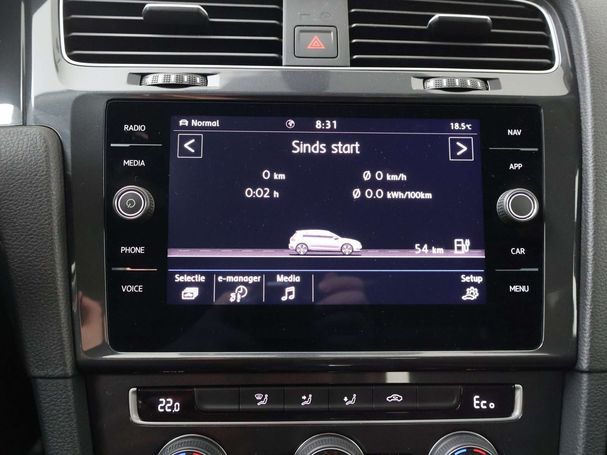 RADIO
MEDIA
PHONE
VOICE
Normal
8:31
18.5°C
Sinds start
0 km
Ø 0 km/h
0:02 h
Ø 0.0 kWh/100km
54 km
Selectie
e-manager
Media
Setup
NAV
APP
CAR
MENU
22.0
Eco